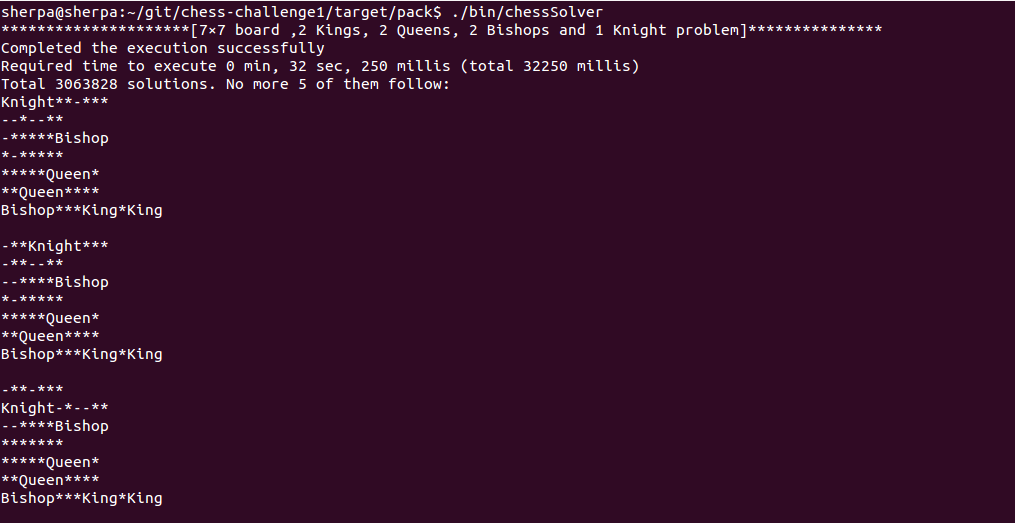 sherpa@sherpa:~/git/chess-challenge1/target/pack$ ./bin/chessSolver
*********************[7×7 board ,2 Kings, 2 Queens, 2 Bishops and 1 Knight problem]***************
Completed the execution successfully
Required time to execute 0 min, 32 sec, 250 millis (total 32250 millis)
Total 3063828 solutions. No more 5 of them follow:
Knight**-***
--*--**
-*****Bishop
*-*****
*****Queen*
**Queen****
Bishop***King*King

-**Knight***
-**--**
--****Bishop
*-*****
*****Queen*
**Queen****
Bishop***King*King

-**-***
Knight-*--**
--****Bishop
*******
*****Queen*
**Queen****
Bishop***King*King